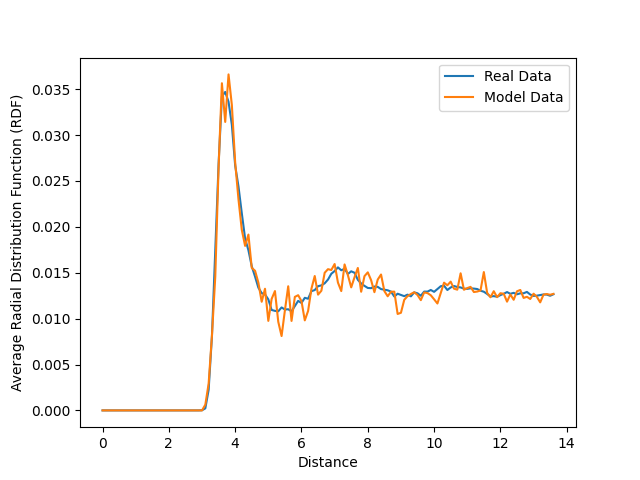 Real Data
Model Data
Average Radial Distribution Function (RDF)
0.035
0.030
0.025
0.020
0.015
0.010
0.005
0.000
0 2 4 6 8 10 12 14
Distance